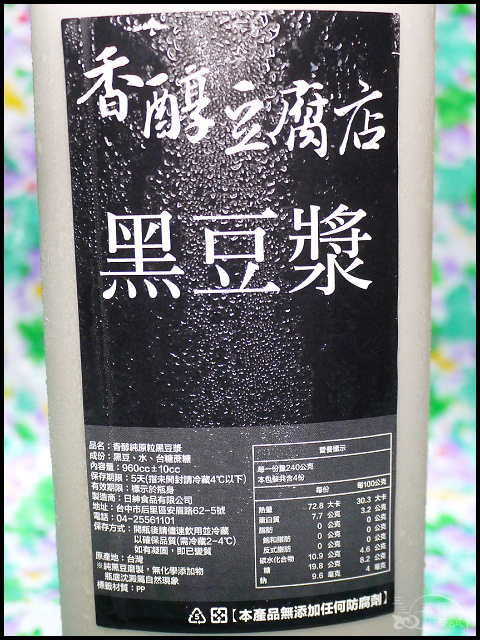 香醇豆腐店
黑豆漿
品名：香醇純原粒黑豆漿
成份：黑豆、水、台糖蔗糖
內容量：960cc±10cc
保存期限：5天(指未開封請冷藏4℃以下)
有效期限：標示於瓶身
製造商：日紳食品有限公司
地址：台中市后里區安眉路62-5號
電話：04-25561101
保存方式：開瓶後請儘速飲用並冷藏
以確保品質(需冷藏2-4℃)
如有凝固，即已變質
原產地：台灣
※純黑豆磨製，無化學添加物
瓶底沈澱屬自然現象
標籤材質：PP
營養標示
每一份量240公克
本包裝共含4份
每份 每100公克
熱量 72.8 大卡 30.3 大卡
蛋白質 7.7 公克 3.2 公克
脂肪 0 公克 0 公克
飽和脂肪 0 公克 0 公克
反式脂肪 0 公克 0 公克
碳水化合物 10.9 公克 4.6 公克
糖 19.8 公克 8.2 公克
鈉 9.6 毫克 4 毫克
【本產品無添加任何防腐劑】